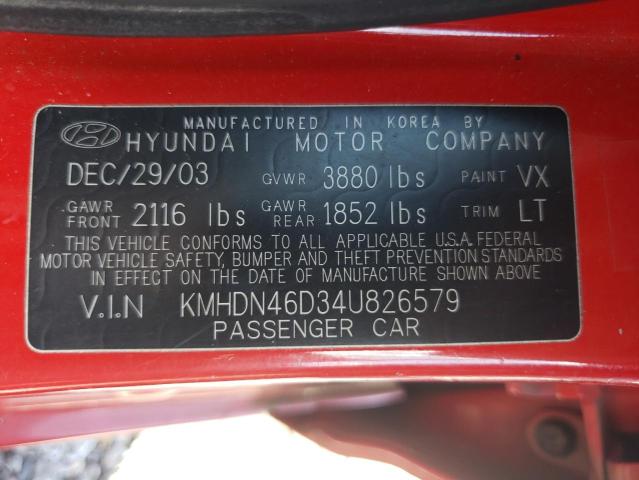 MANUFACTURED IN KOREA BY
HYUNDAI MOTOR COMPANY
DEC/29/03 GVWR 3880 lbs PAINT VX
GAWR FRONT 2116 lbs GAWR REAR 1852 lbs TRIM LT
THIS VEHICLE CONFORMS TO ALL APPLICABLE U.S.A. FEDERAL
MOTOR VEHICLE SAFETY, BUMPER AND THEFT PREVENTION STANDARDS
IN EFFECT ON THE DATE OF MANUFACTURE SHOWN ABOVE
V.I.N KMHDN46D34U826579
PASSENGER CAR